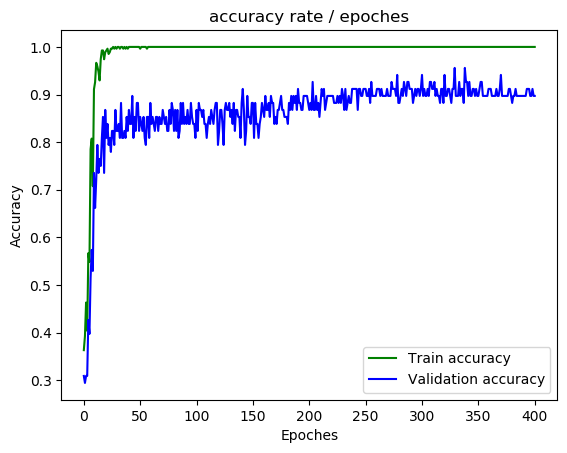 accuracy rate / epoches
1.0
0.9
0.8
0.7
0.6
0.5
0.4
0.3
Accuracy
0 50 100 150 200 250 300 350 400
Epoches
Train accuracy
Validation accuracy